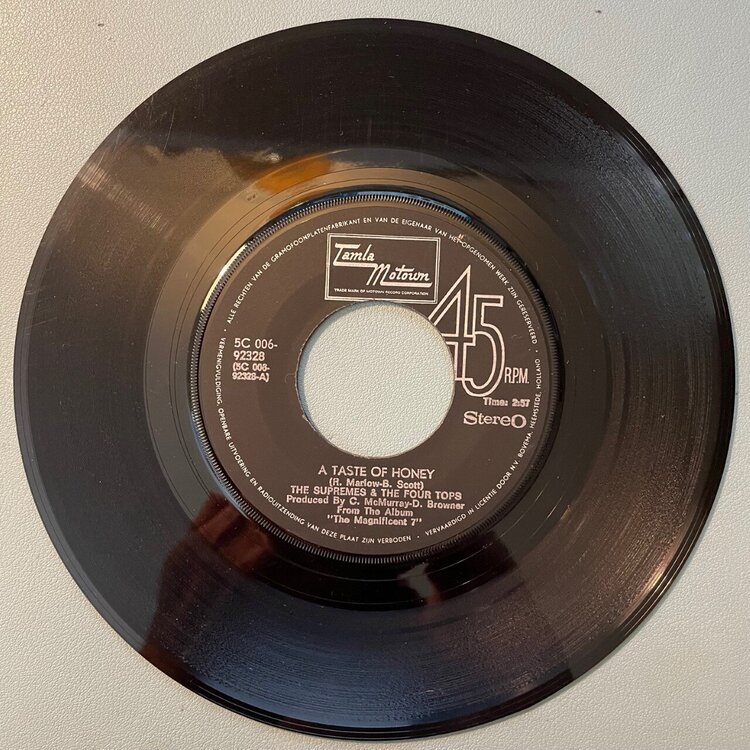 ALLE RECHTEN VAN DE GRAMOFOONPLATENFABRIKANT EN VAN DE EIGENAAR VAN HET OPGENOMEN WERK ZIJN GERESERVEERD
Tamla
Motown
TRADE MARK OF MOTOWN RECORD CORPORATION
45
R.P.M.
5C 006-
92328
(5C 006-
92328-A)
Time: 2:57
Stereo
A TASTE OF HONEY
(R. Marlow-B. Scott)
THE SUPREMES & THE FOUR TOPS
Produced By C. McMurray-D. Browner
From The Album
"The Magnificent 7"
VERMENIGVULDIGING, OPENBARE UITVOERING EN RADIOUITZENDING VAN DEZE PLAAT ZIJN VERBODEN
VERVAARDIGD IN LICENTIE DOOR N.V. BOVEMA, HEEMSTEDE, HOLLAND